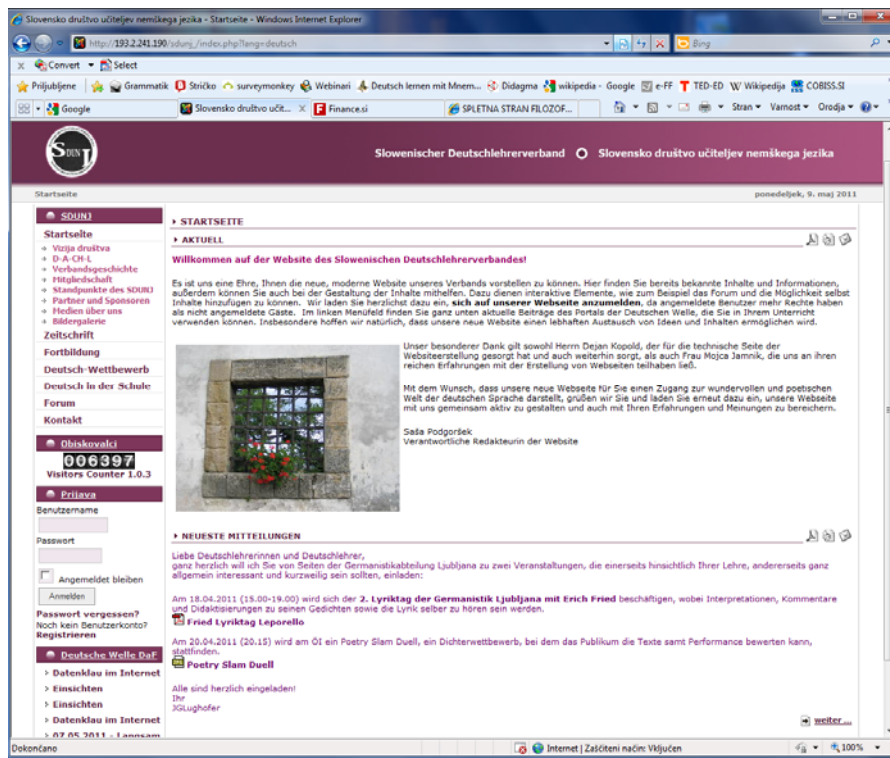 Slovensko društvo učiteljev nemškega jezika - Startseite - Windows Internet Explorer
http://193.2.241.190/sdunj_/index.php?lang=deutsch
Bing
x Convert Select
Priljubljene Grammatik Stričko surveymonkey Webinari Deutsch lernen mit Mnem... Didagma wikipedia - Google e-FF TED-ED Wikipedija COBISS.SI
Google Slovensko društvo učit... X Finance.si SPLETNA STRAN FILOZOF... Stran Varnost Orodja
SDUNJ
Slowenischer Deutschlehrerverband Slovensko društvo učiteljev nemškega jezika
Startseite ponedeljek, 9. maj 2011
SDUNJ
Startseite
Vizija društva
D-A-CH-L
Verbandsgeschichte
Mitgliedschaft
Standpunkte des SDUNJ
Partner und Sponsoren
Medien über uns
Bildergalerie
Zeitschrift
Fortbildung
Deutsch-Wettbewerb
Deutsch in der Schule
Forum
Kontakt
Obiskovalci
006397
Visitors Counter 1.0.3
Prijava
Benutzername
Passwort
Angemeldet bleiben
Anmelden
Passwort vergessen?
Noch kein Benutzerkonto?
Registrieren
Deutsche Welle DaF
Datenklau im Internet
Einsichten
Einsichten
Datenklau im Internet
07.05.2011 - Langsam
STARTSEITE
AKTUELL
Willkommen auf der Website des Slowenischen Deutschlehrerverbandes!
Es ist uns eine Ehre, Ihnen die neue, moderne Website unseres Verbands vorstellen zu können. Hier finden Sie bereits bekannte Inhalte und Informationen,
außerdem können Sie auch bei der Gestaltung der Inhalte mithelfen. Dazu dienen interaktive Elemente, wie zum Beispiel das Forum und die Möglichkeit selbst
Inhalte hinzufügen zu können. Wir laden Sie herzlichst dazu ein, sich auf unserer Webseite anzumelden, da angemeldete Benutzer mehr Rechte haben
als nicht angemeldete Gäste. Im linken Menüfeld finden Sie ganz unten aktuelle Beiträge des Portals der Deutschen Welle, die Sie in Ihrem Unterricht
verwenden können. Insbesondere hoffen wir natürlich, dass unsere neue Website einen lebhaften Austausch von Ideen und Inhalten ermöglichen wird.
Unser besonderer Dank gilt sowohl Herrn Dejan Kopold, der für die technische Seite der
Websiteerstellung gesorgt hat und auch weiterhin sorgt, als auch Frau Mojca Jamnik, die uns an ihren
reichen Erfahrungen mit der Erstellung von Webseiten teilhaben ließ.
Mit dem Wunsch, dass unsere neue Webseite für Sie einen Zugang zur wundervollen und poetischen
Welt der deutschen Sprache darstellt, grüßen wir Sie und laden Sie erneut dazu ein, unsere Webseite
mit uns gemeinsam aktiv zu gestalten und auch mit Ihren Erfahrungen und Meinungen zu bereichern.
Saša Podgoršek
Verantwortliche Redakteurin der Website
NEUESTE MITTEILUNGEN
Liebe Deutschlehrerinnen und Deutschlehrer,
ganz herzlich will ich Sie von Seiten der Germanistikabteilung Ljubljana zu zwei Veranstaltungen, die einerseits hinsichtlich Ihrer Lehre, andererseits ganz
allgemein interessant und kurzweilig sein sollten, einladen:
Am 18.04.2011 (15.00-19.00) wird sich der 2. Lyriktag der Germanistik Ljubljana mit Erich Fried beschäftigen, wobei Interpretationen, Kommentare
und Didaktisierungen zu seinen Gedichten sowie die Lyrik selber zu hören sein werden.
Fried Lyriktag Leporello
Am 20.04.2011 (20.15) wird am ÖI ein Poetry Slam Duell, ein Dichterwettbewerb, bei dem das Publikum die Texte samt Performance bewerten kann,
stattfinden.
Poetry Slam Duell
Alle sind herzlich eingeladen!
Ihr
JGLughofer
weiter ...
Dokončano Internet | Zaščiteni način: Vključen 100%